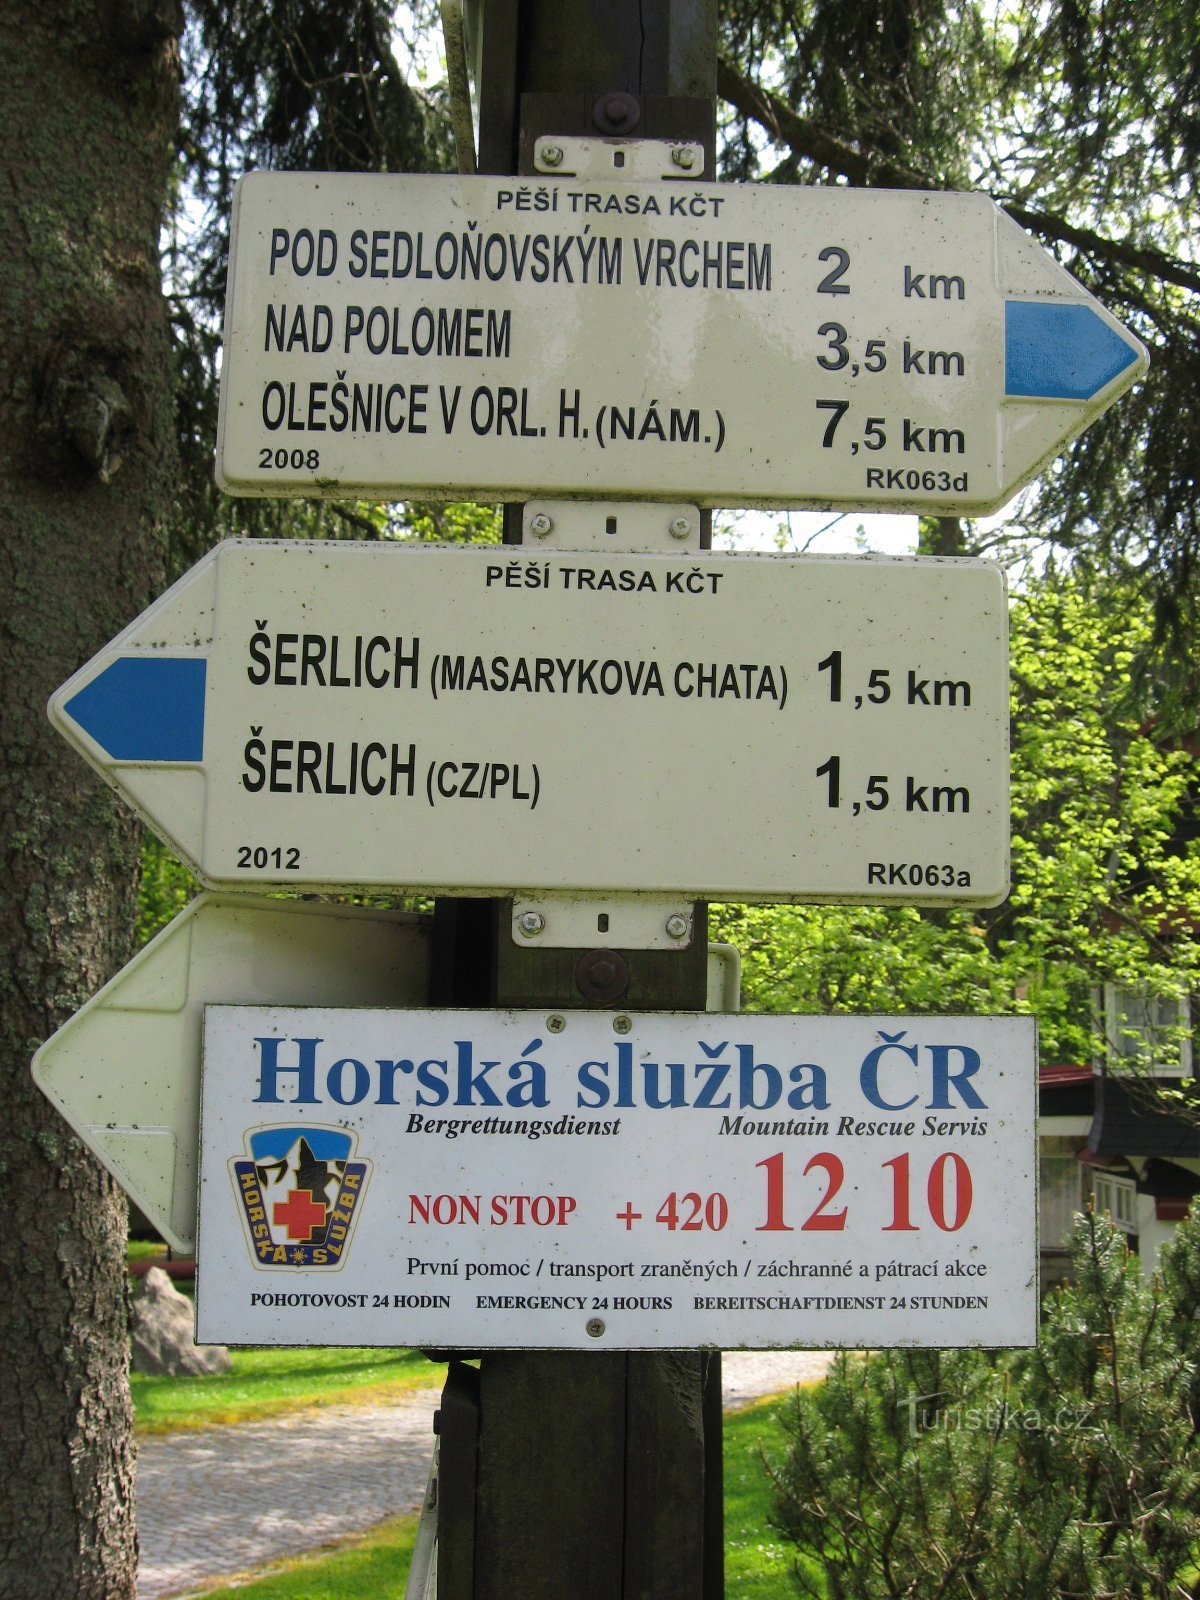 PĚŠÍ TRASA KČT
POD SEDLOŇOVSKÝM VRCHEM 2 km
NAD POLOMEM 3,5 km
OLEŠNICE V ORL. H. (NÁM.) 7,5 km
2008 RK063d
PĚŠÍ TRASA KČT
ŠERLICH (MASARYKOVA CHATA) 1,5 km
ŠERLICH (CZ/PL) 1,5 km
2012 RK063a
Horská služba ČR
Bergrettungsdienst Mountain Rescue Servis
HORSKÁ SLUŽBA
NON STOP + 420 12 10
První pomoc / transport zraněných / záchranné a pátrací akce
POHOTOVOST 24 HODIN EMERGENCY 24 HOURS BEREITSCHAFTDIENST 24 STUNDEN
Turistika.cz